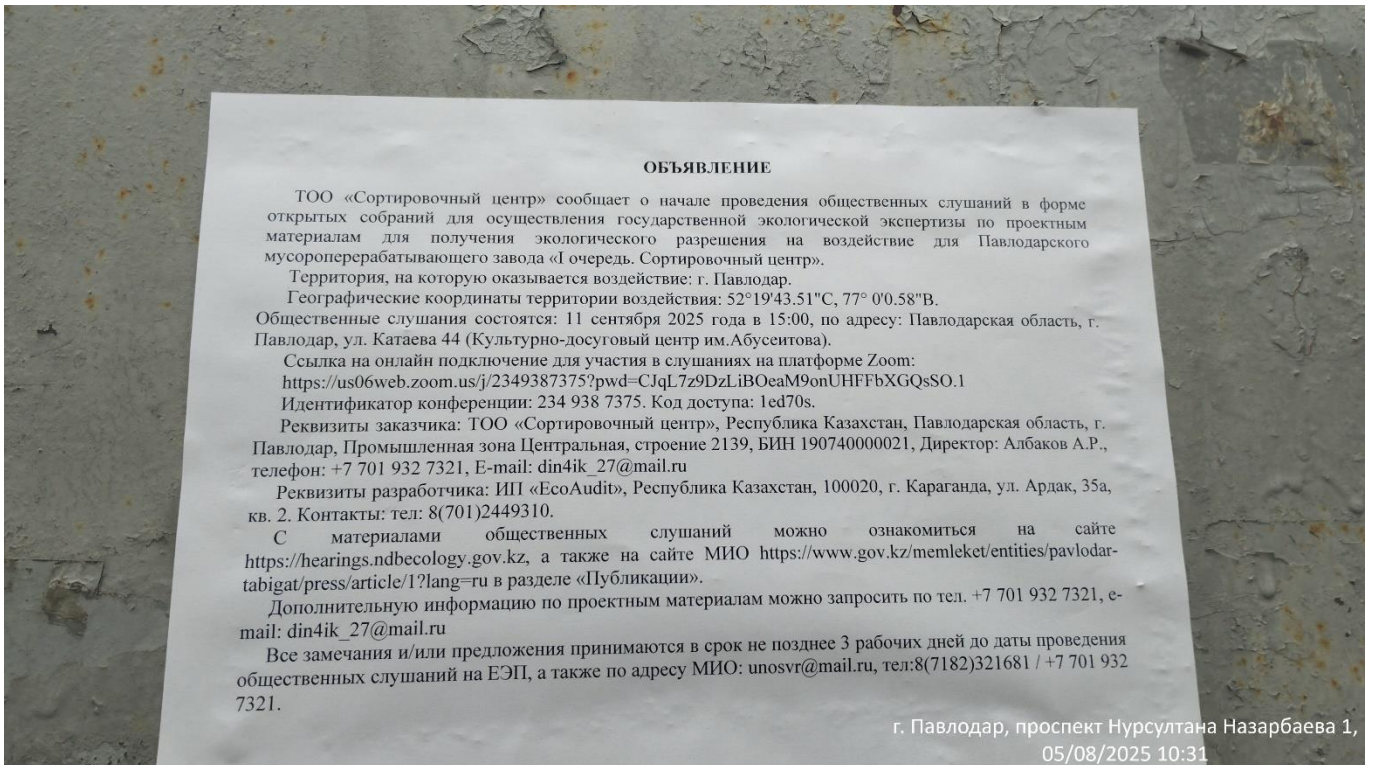 ОБЪЯВЛЕНИЕ
ТОО «Сортировочный центр» сообщает о начале проведения общественных слушаний в форме
открытых собраний для осуществления государственной экологической экспертизы по проектным
материалам для получения экологического разрешения на воздействие для Павлодарского
мусороперерабатывающего завода «I очередь. Сортировочный центр».
Территория, на которую оказывается воздействие: г. Павлодар.
Географические координаты территории воздействия: 52°19'43.51"С, 77° 0'0.58"В.
Общественные слушания состоятся: 11 сентября 2025 года в 15:00, по адресу: Павлодарская область, г.
Павлодар, ул. Катаева 44 (Культурно-досуговый центр им.Абусеитова).
Ссылка на онлайн подключение для участия в слушаниях на платформе Zoom:
https://us06web.zoom.us/j/2349387375?pwd=CJqL7z9DzLiBOeaM9onUHFFbXGQsSO.1
Идентификатор конференции: 234 938 7375. Код доступа: 1ed70s.
Реквизиты заказчика: ТОО «Сортировочный центр», Республика Казахстан, Павлодарская область, г.
Павлодар, Промышленная зона Центральная, строение 2139, БИН 190740000021, Директор: Албаков А.Р.,
телефон: +7 701 932 7321, E-mail: din4ik_27@mail.ru
Реквизиты разработчика: ИП «EcoAudit», Республика Казахстан, 100020, г. Караганда, ул. Ардак, 35а,
кв. 2. Контакты: тел: 8(701)2449310.
С материалами общественных слушаний можно ознакомиться на сайте
https://hearings.ndbecology.gov.kz, а также на сайте МИО https://www.gov.kz/memleket/entities/pavlodar-
tabigat/press/article/1?lang=ru в разделе «Публикации».
Дополнительную информацию по проектным материалам можно запросить по тел. +7 701 932 7321, e-
mail: din4ik_27@mail.ru
Все замечания и/или предложения принимаются в срок не позднее 3 рабочих дней до даты проведения
общественных слушаний на ЕЭП, а также по адресу МИО: unosvr@mail.ru, тел:8(7182)321681 / +7 701 932
7321.
г. Павлодар, проспект Нурсултана Назарбаева 1,
05/08/2025 10:31